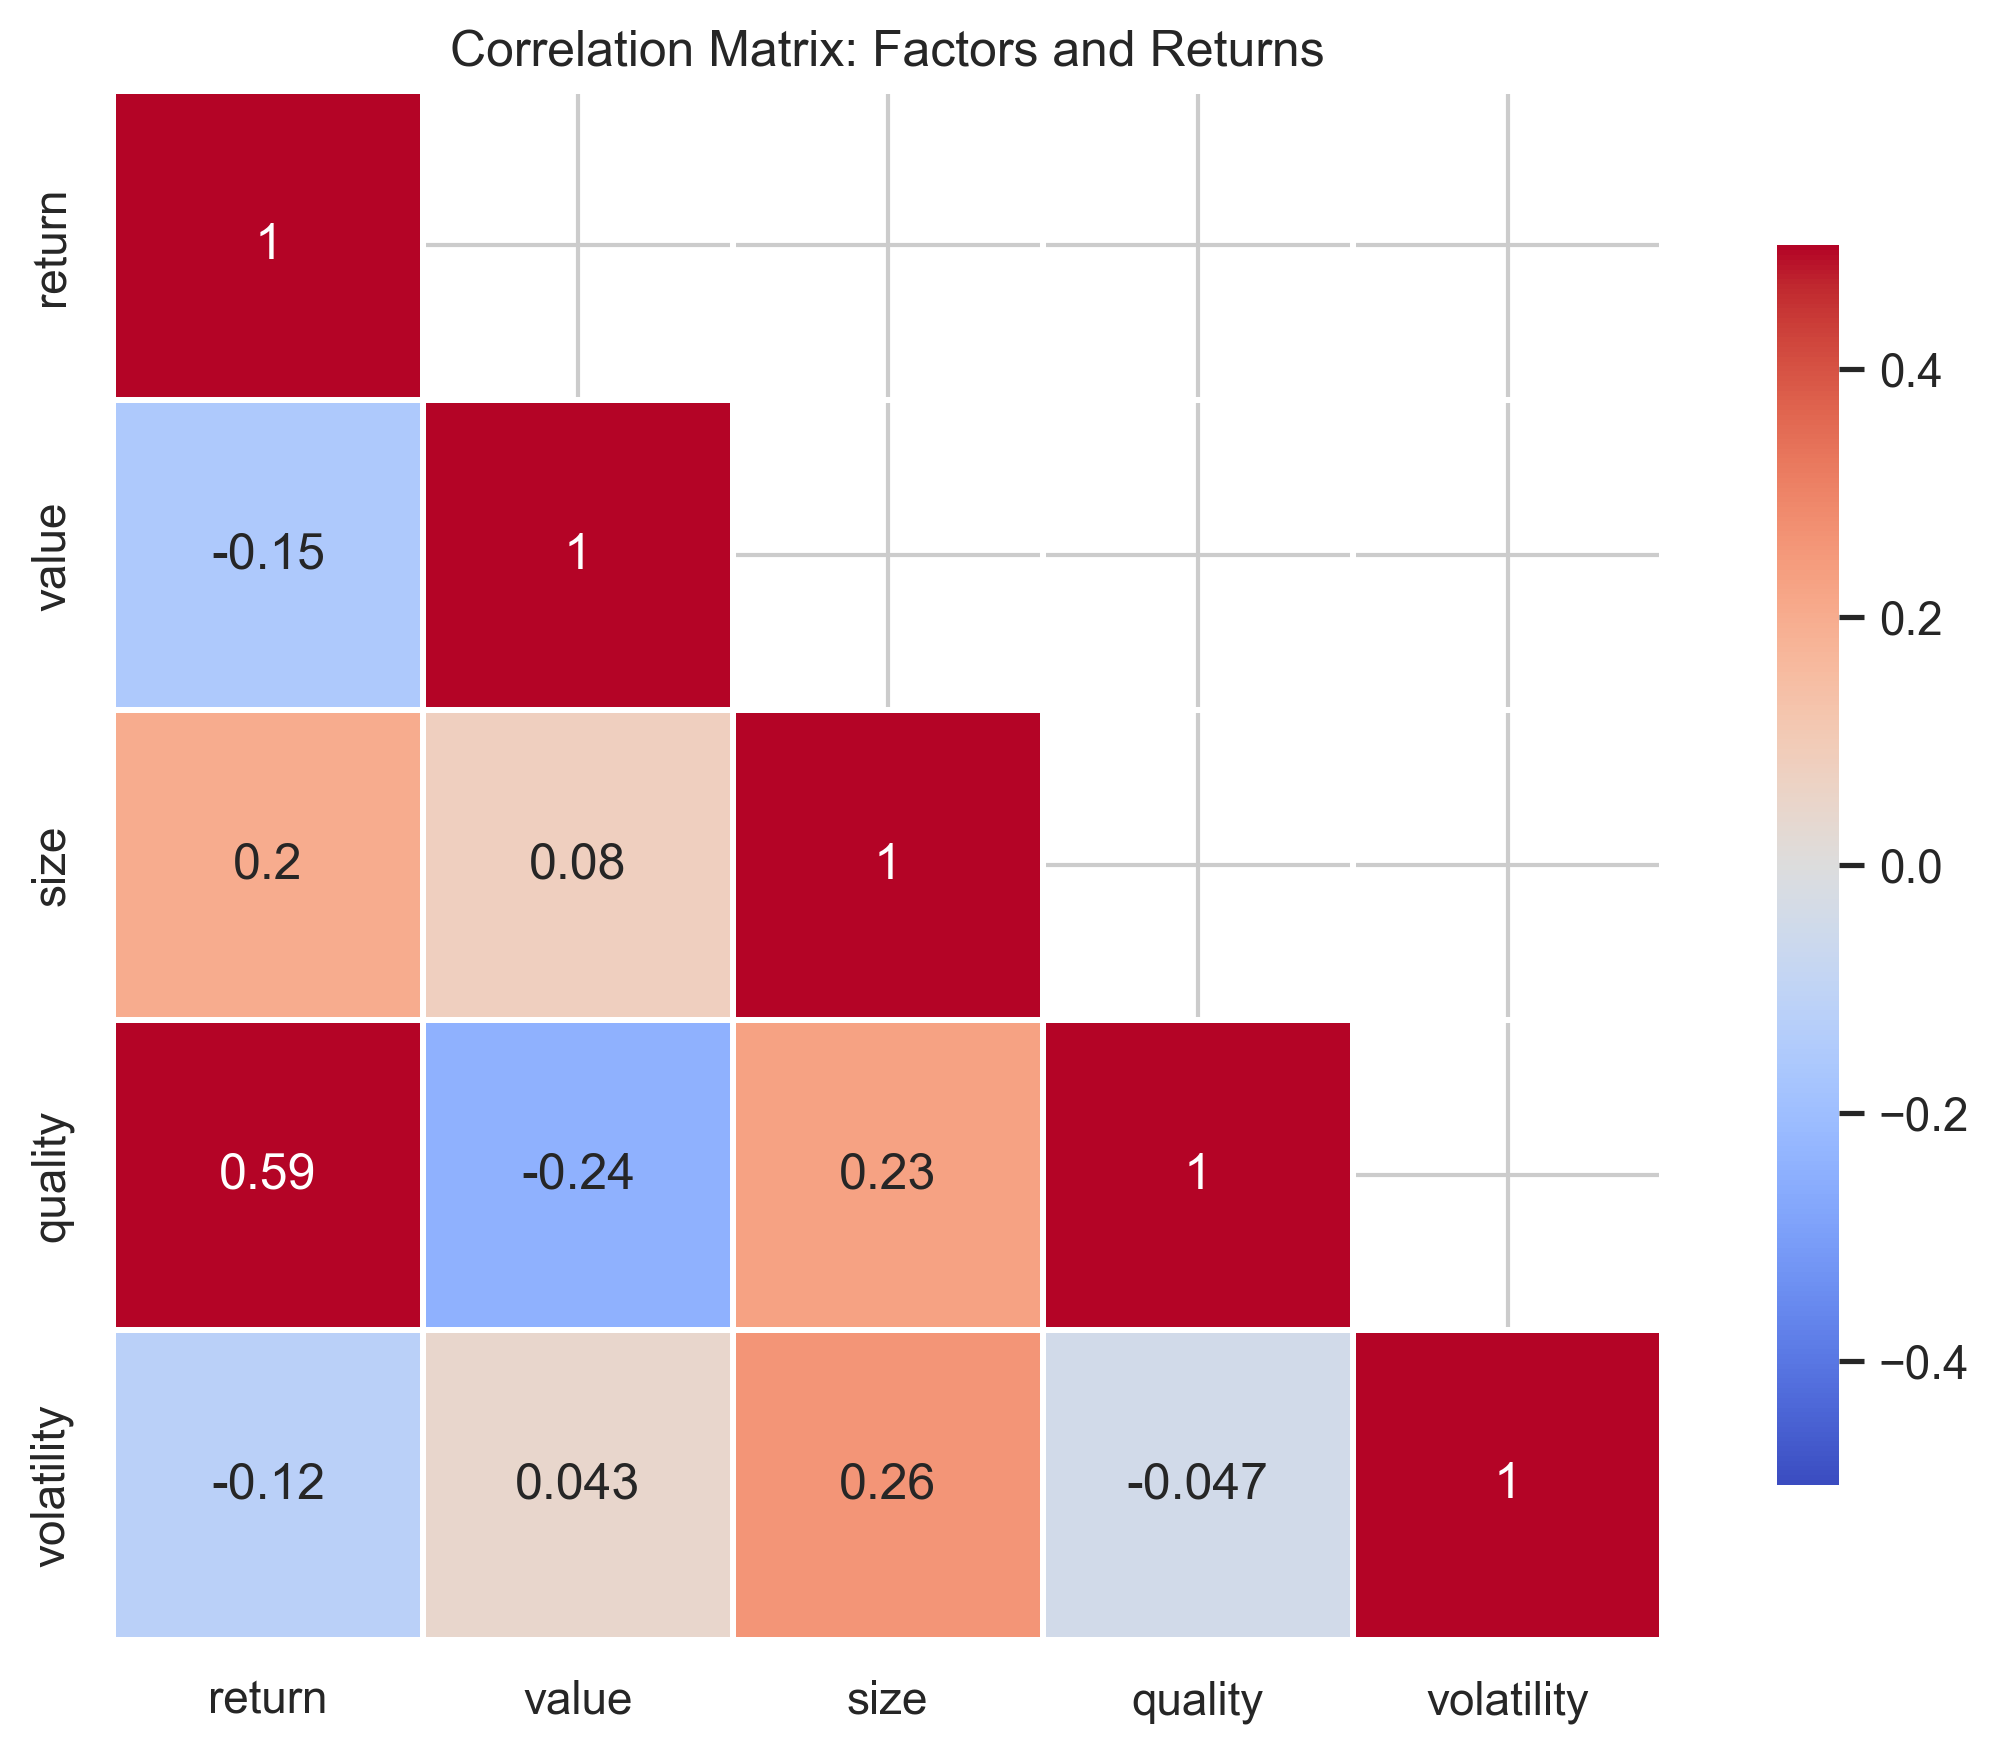 Correlation Matrix: Factors and Returns
return
1
value
-0.15
1
size
0.2
0.08
1
quality
0.59
-0.24
0.23
1
volatility
-0.12
0.043
0.26
-0.047
1
return
value
size
quality
volatility
0.4
0.2
0.0
−0.2
−0.4